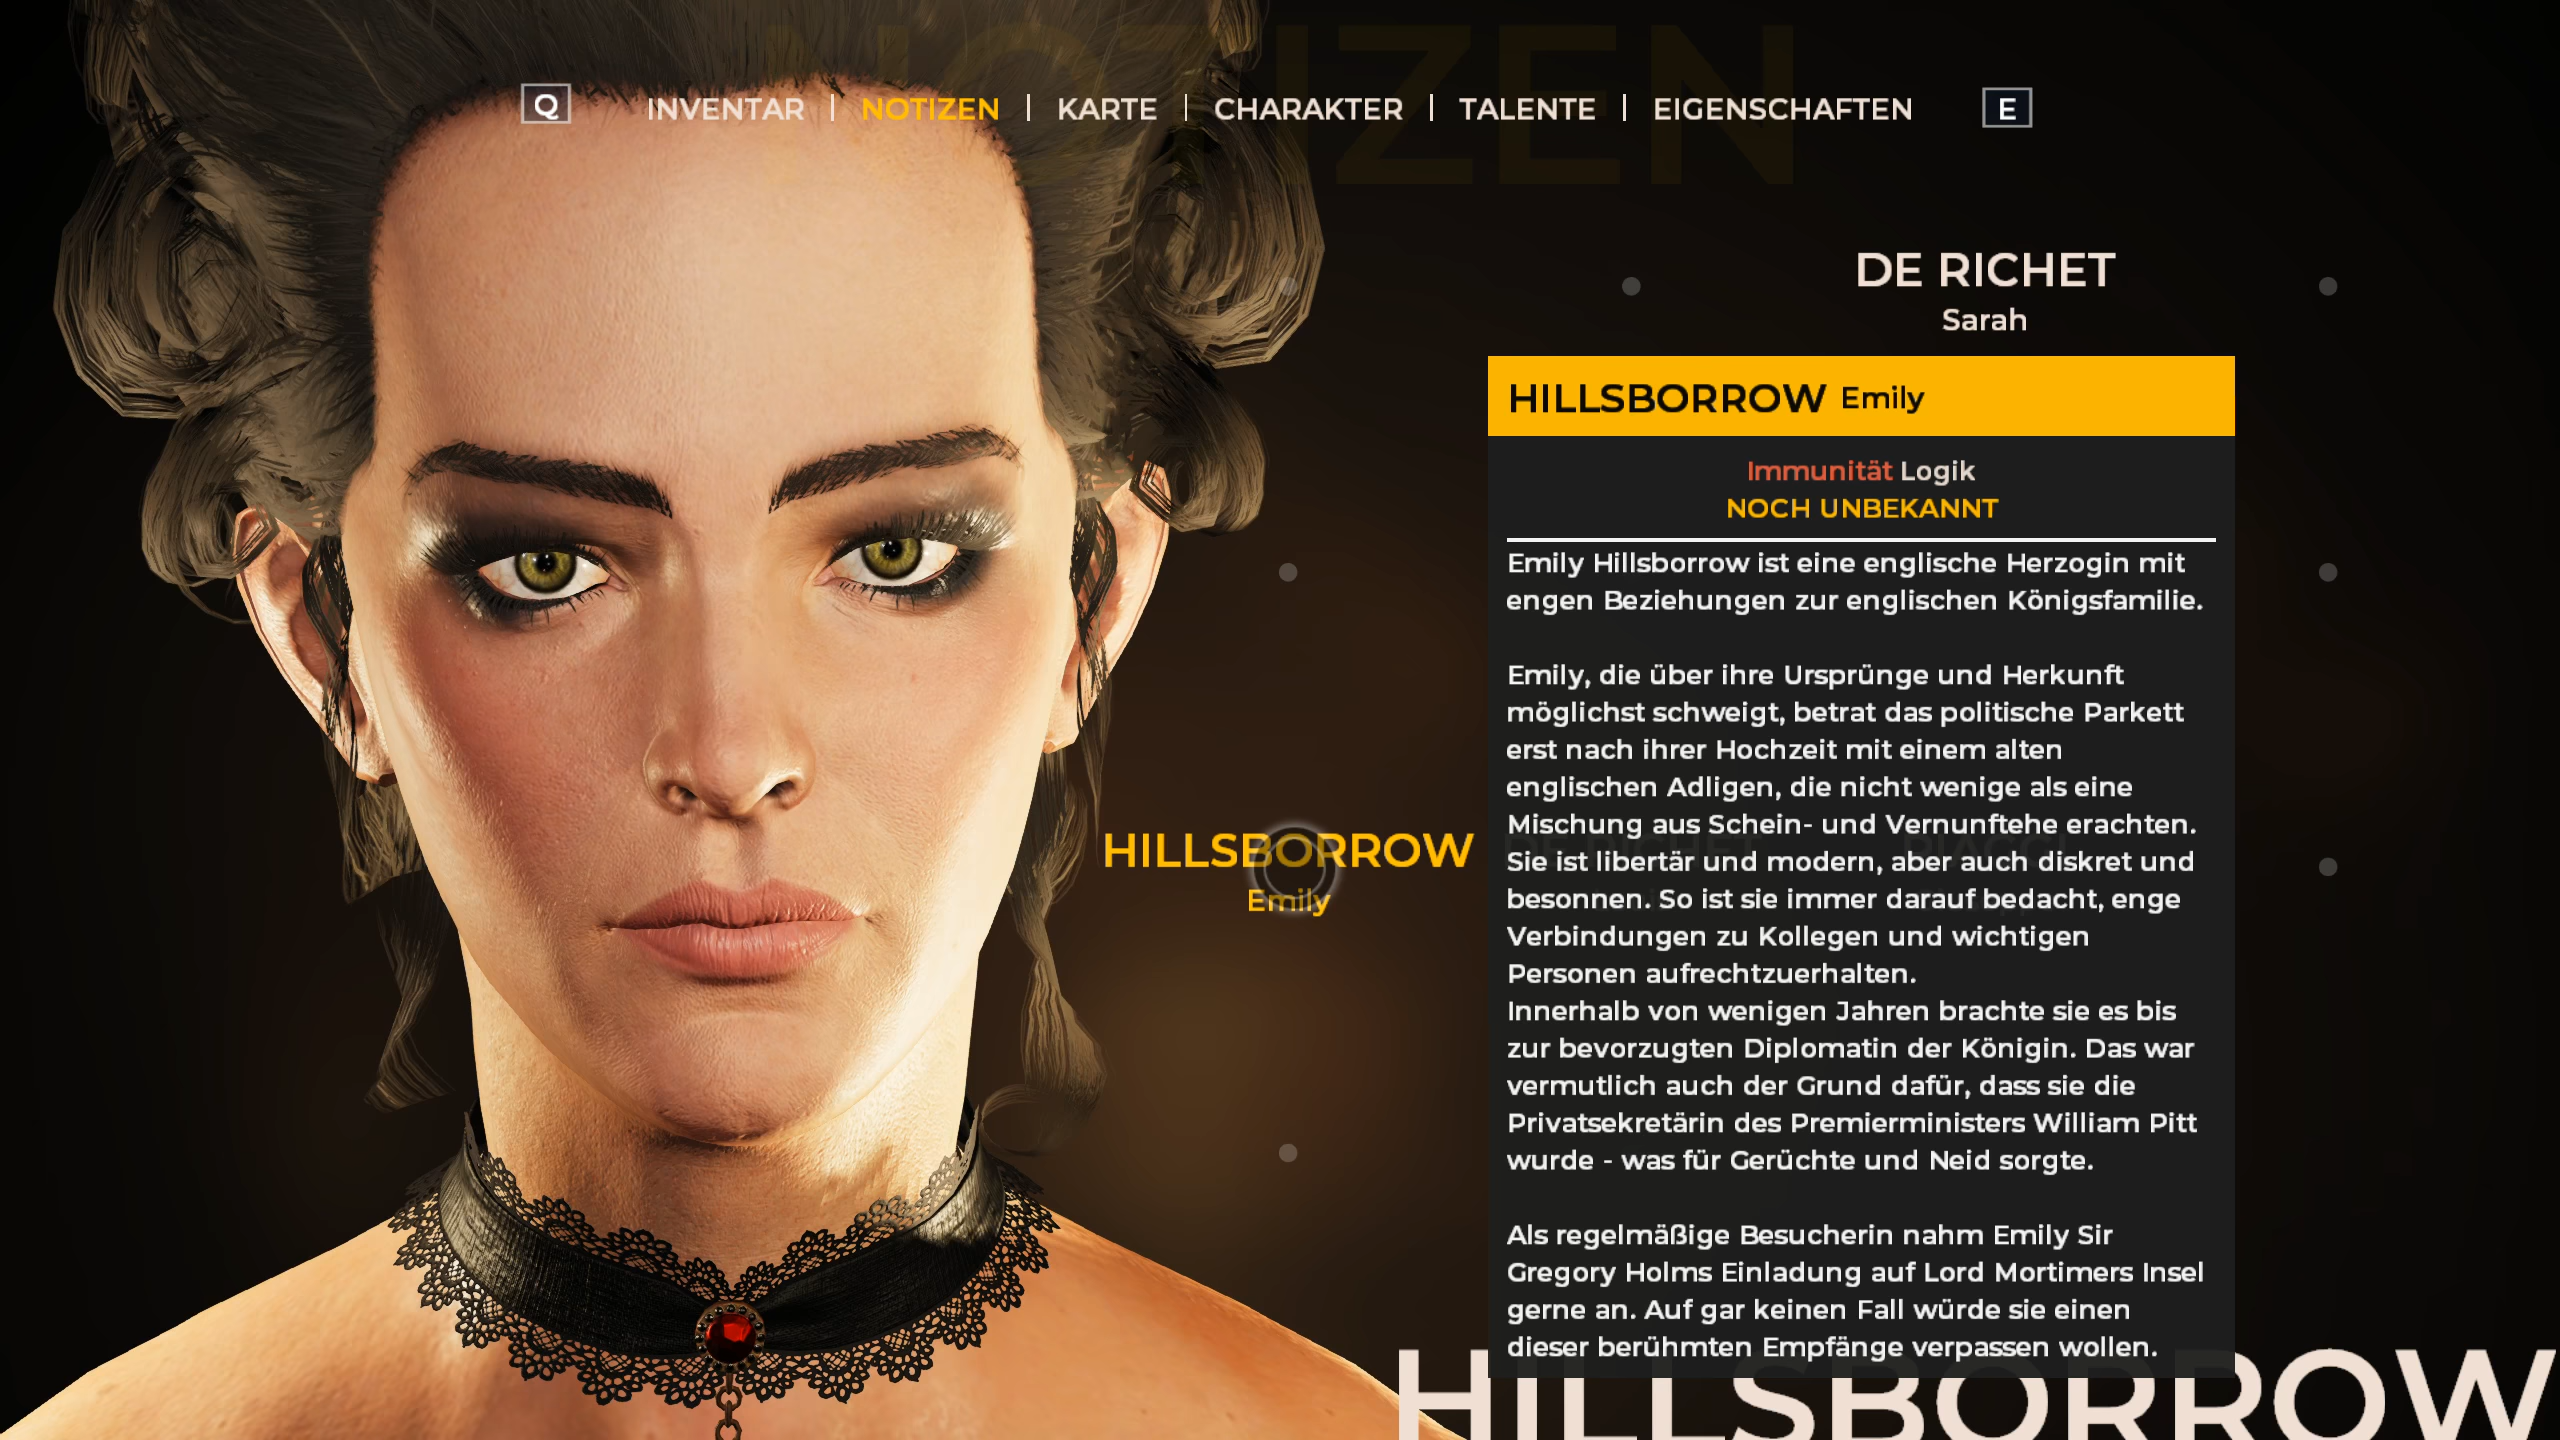 NOTIZEN
Q INVENTAR | NOTIZEN | KARTE | CHARAKTER | TALENTE | EIGENSCHAFTEN E
DE RICHET
Sarah
HILLSBORROW Emily
Immunität Logik
NOCH UNBEKANNT
Emily Hillsborrow ist eine englische Herzogin mit
engen Beziehungen zur englischen Königsfamilie.
Emily, die über ihre Ursprünge und Herkunft
möglichst schweigt, betrat das politische Parkett
erst nach ihrer Hochzeit mit einem alten
englischen Adligen, die nicht wenige als eine
Mischung aus Schein- und Vernunftehe erachten.
Sie ist libertär und modern, aber auch diskret und
besonnen. So ist sie immer darauf bedacht, enge
Verbindungen zu Kollegen und wichtigen
Personen aufrechtzuerhalten.
Innerhalb von wenigen Jahren brachte sie es bis
zur bevorzugten Diplomatin der Königin. Das war
vermutlich auch der Grund dafür, dass sie die
Privatsekretärin des Premierministers William Pitt
wurde - was für Gerüchte und Neid sorgte.
Als regelmäßige Besucherin nahm Emily Sir
Gregory Holms Einladung auf Lord Mortimers Insel
gerne an. Auf gar keinen Fall würde sie einen
dieser berühmten Empfänge verpassen wollen.
HILLSBORROW
Emily
HILLSBORROW